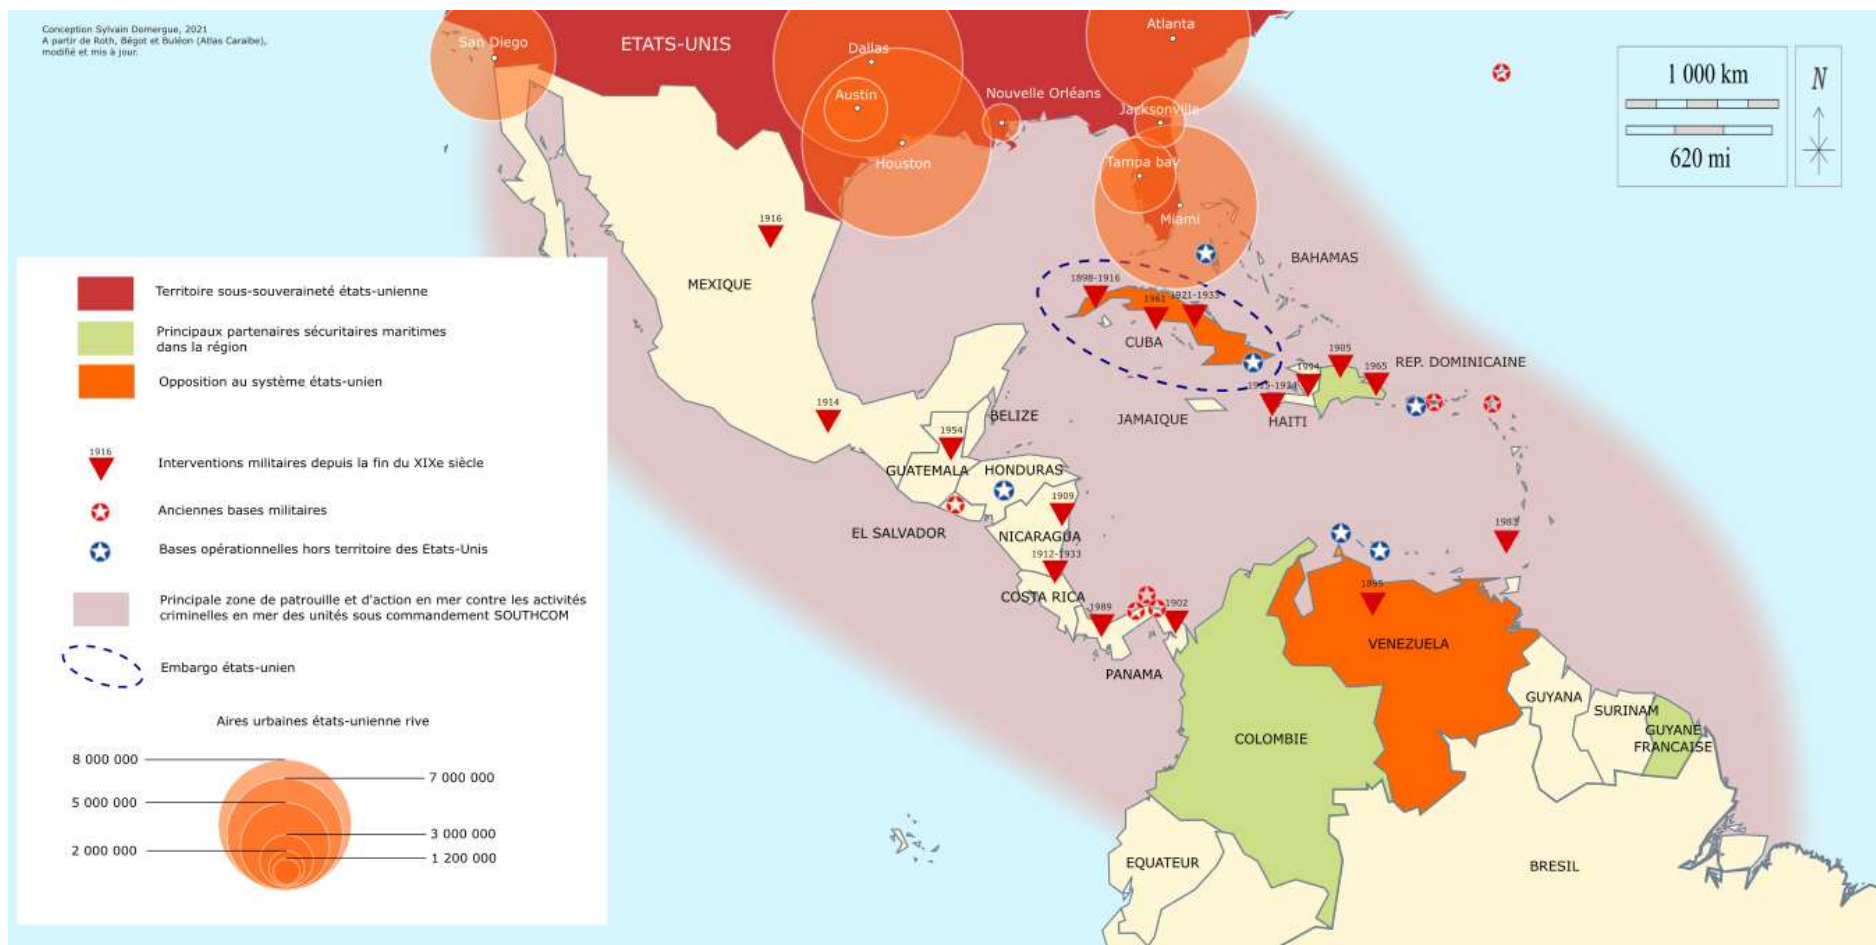 Conception Sylvain Domergue, 2021
A partir de Roth, Bégot et Buléon (Atlas Caraïbe),
modifié et mis à jour.
San Diego
ETATS-UNIS
Dallas
Atlanta
Austin
Nouvelle Orléans
Jacksonville
Houston
Tampa bay
Miami
1 000 km
620 mi
N
1916
MEXIQUE
BAHAMAS
1898-1916
1961
1921-1933
CUBA
1905
REP. DOMINICAINE
1994
1965
1915-1934
1914
BELIZE
JAMAIQUE
HAITI
1954
GUATEMALA
HONDURAS
1909
EL SALVADOR
NICARAGUA
1983
1912-1933
COSTA RICA
1895
1989
1902
VENEZUELA
PANAMA
GUYANA
SURINAM
GUYANE
FRANCAISE
COLOMBIE
EQUATEUR
BRESIL
Territoire sous-souveraineté états-unienne
Principaux partenaires sécuritaires maritimes
dans la région
Opposition au système états-unien
1916
Interventions militaires depuis la fin du XIXe siècle
Anciennes bases militaires
Bases opérationnelles hors territoire des Etats-Unis
Principale zone de patrouille et d'action en mer contre les activités
criminelles en mer des unités sous commandement SOUTHCOM
Embargo états-unien
Aires urbaines états-unienne rive
8 000 000
7 000 000
5 000 000
3 000 000
2 000 000
1 200 000